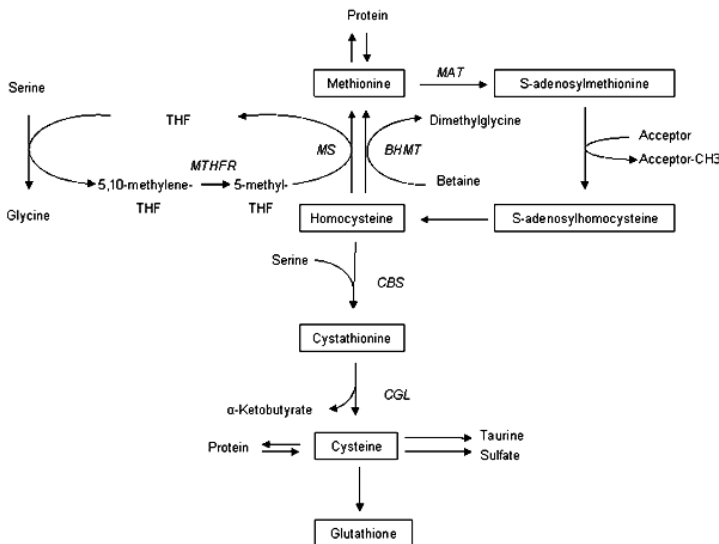 Protein
Methionine
MAT
S-adenosylmethionine
Serine
THF
Dimethylglycine
Acceptor
MS
BHMT
Acceptor-CH3
MTHFR
5,10-methylene-
THF
5-methyl-
THF
Betaine
Glycine
Homocysteine
S-adenosylhomocysteine
Serine
CBS
Cystathionine
CGL
α-Ketobutyrate
Protein
Cysteine
Taurine
Sulfate
Glutathione